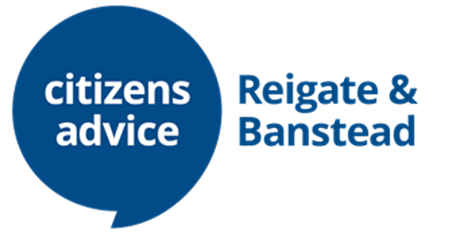 citizens
advice
Reigate &
Banstead